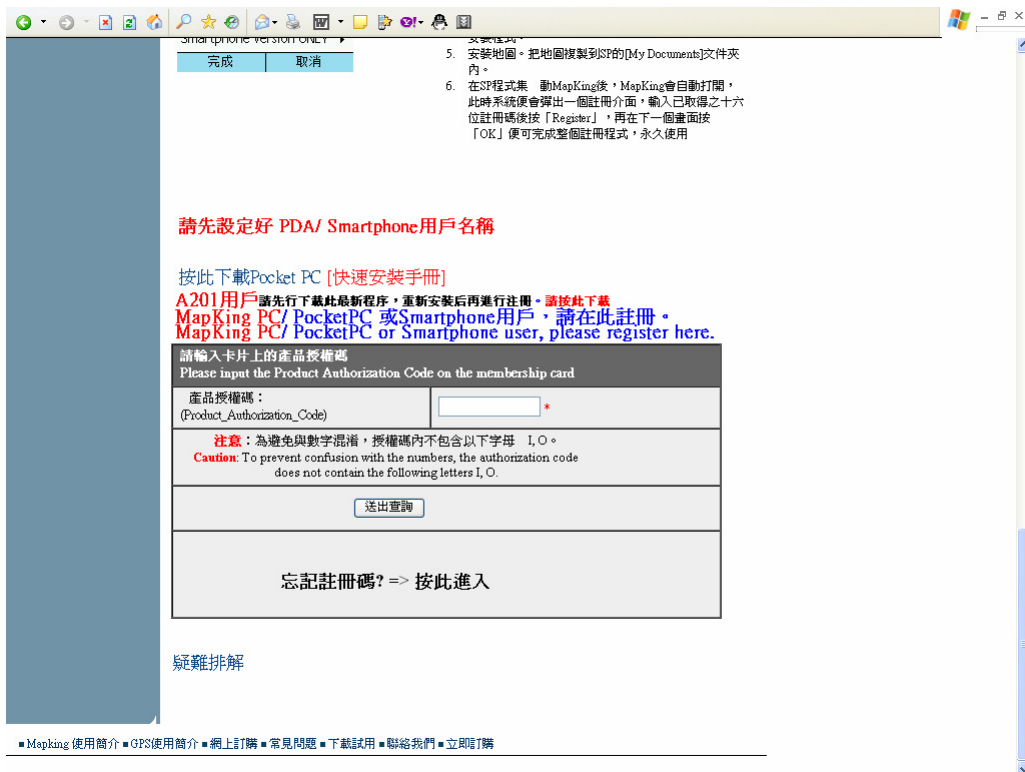 Smartphone Version ONLY
完成 取消
安裝程式。
5. 安裝地圖。把地圖複製到SP的[My Documents]文件夾
內。
6. 在SP程式集 動MapKing後，MapKing會自動打開，
此時系統便會彈出一個註冊介面，輸入已取得之十六
位註冊碼後按「Register」，再在下一個畫面按
「OK」便可完成整個註冊程式，永久使用
請先設定好 PDA/ Smartphone用戶名稱
按此下載Pocket PC [快速安裝手冊]
A201用戶請先行下載此最新程序，重新安裝后再進行注冊。請按此下載
MapKing PC/ PocketPC 或Smartphone用戶，請在此註冊。
MapKing PC/ PocketPC or Smartphone user, please register here.
請輸入卡片上的產品授權碼
Please input the Product Authorization Code on the membership card
產品授權碼：
(Product_Authorization_Code)
*
注意：為避免與數字混淆，授權碼內不包含以下字母 I, O。
Caution: To prevent confusion with the numbers, the authorization code
does not contain the following letters I, O.
送出查詢
忘記註冊碼? => 按此進入
疑難排解
■Mapking 使用簡介 ■GPS使用簡介 ■網上訂購 ■常見問題 ■下載試用 ■聯絡我們 ■立即訂購